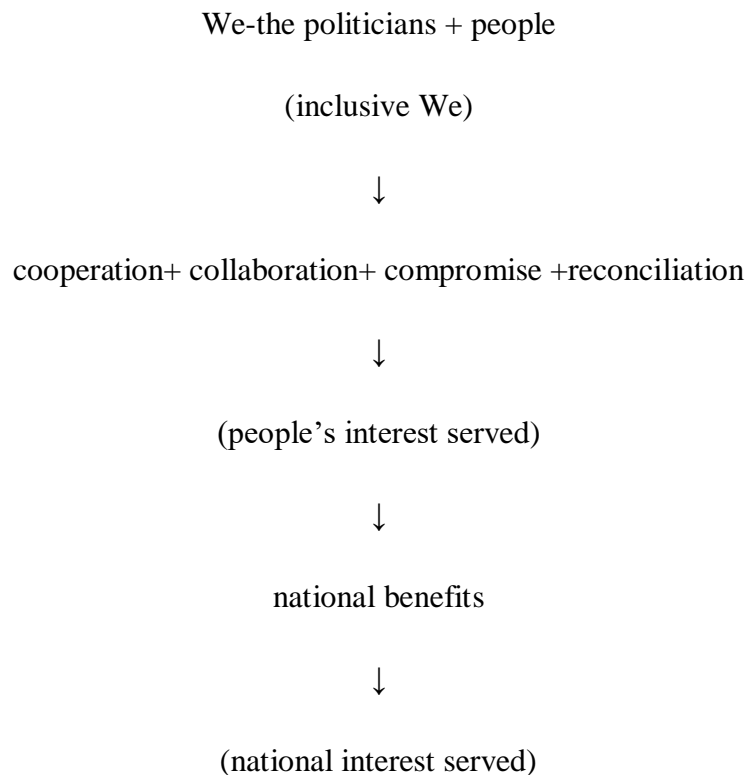 We-the politicians + people
(inclusive We)
↓
cooperation+ collaboration+ compromise +reconciliation
↓
(people’s interest served)
↓
national benefits
↓
(national interest served)